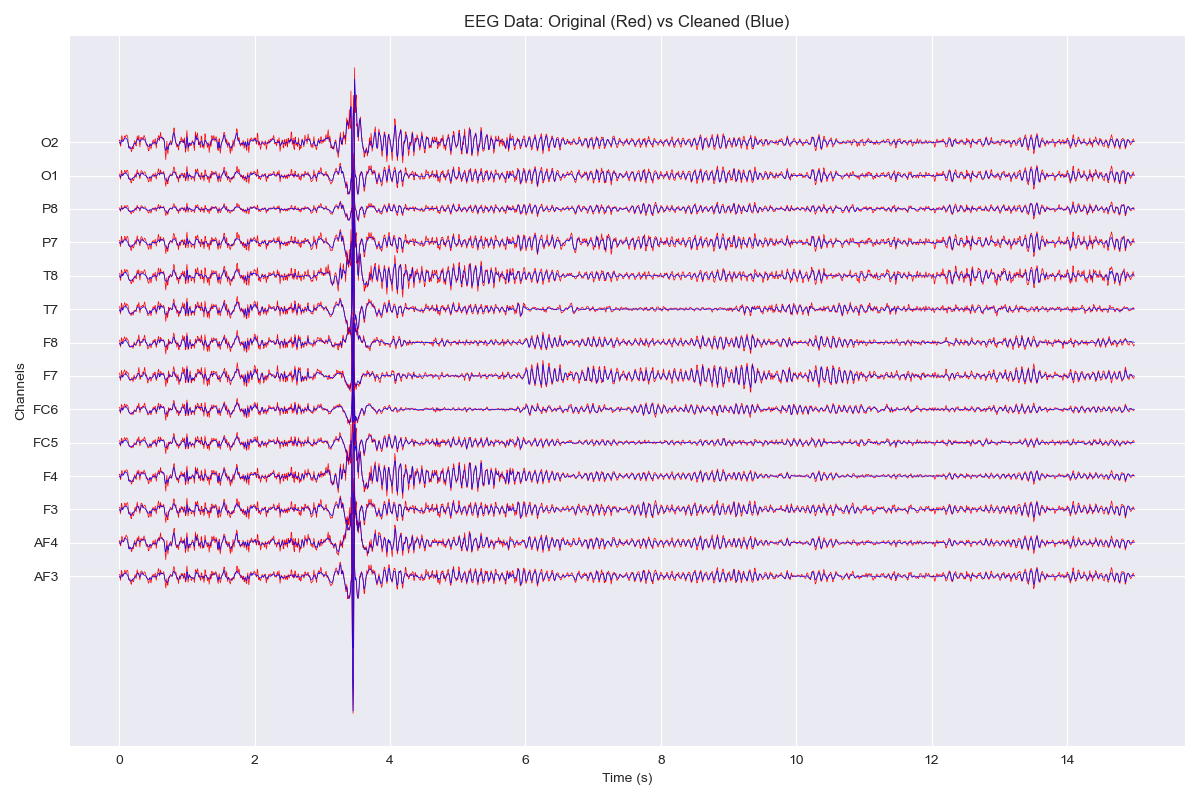 EEG Data: Original (Red) vs Cleaned (Blue)
O2
O1
P8
P7
T8
T7
F8
F7
FC6
FC5
F4
F3
AF4
AF3
Channels
0 2 4 6 8 10 12 14
Time (s)